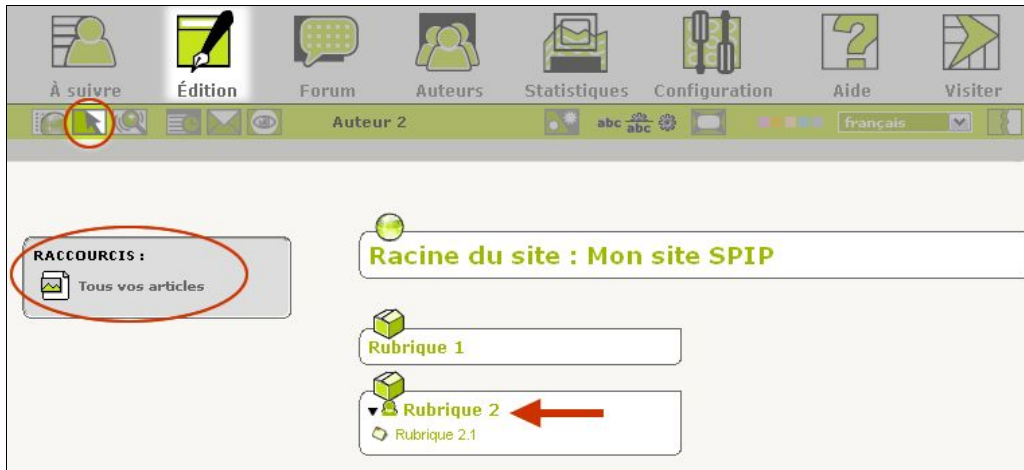 À suivre Édition Forum Auteurs Statistiques Configuration Aide Visiter
Auteur 2 abc abc abc français
RACCOURCIS :
Tous vos articles
Racine du site : Mon site SPIP
Rubrique 1
Rubrique 2
Rubrique 2.1